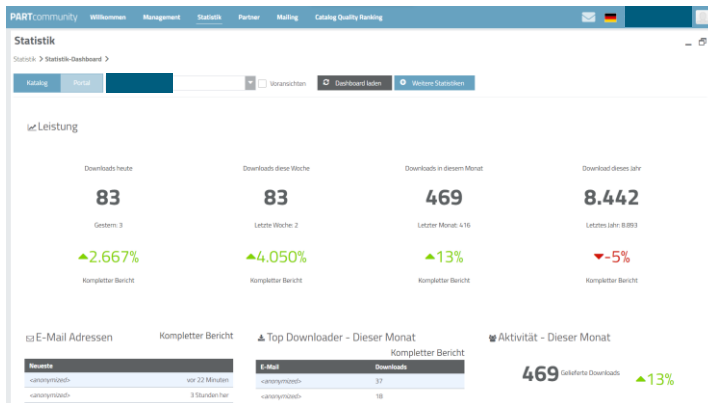 PARTcommunity Willkommen Management Statistik Partner Mailing Catalog Quality Ranking
Statistik
Statistik > Statistik-Dashboard >
Katalog Portal Voransichten Dashboard laden Weitere Statistiken
Leistung
Downloads heute Downloads diese Woche Downloads in diesem Monat Download dieses Jahr
83 83 469 8.442
Gestern: 3 Letzte Woche: 2 Letzter Monat: 416 Letztes Jahr: 8.893
2.667% 4.050% 13% -5%
Kompletter Bericht Kompletter Bericht Kompletter Bericht Kompletter Bericht
E-Mail Adressen Kompletter Bericht Top Downloader - Dieser Monat Aktivität - Dieser Monat
Kompletter Bericht
Neueste E-Mail Downloads 469 Gelieferte Downloads 13%
<anonymized> vor 22 Minuten <anonymized> 37
<anonymized> 3 Stunden her <anonymized> 18